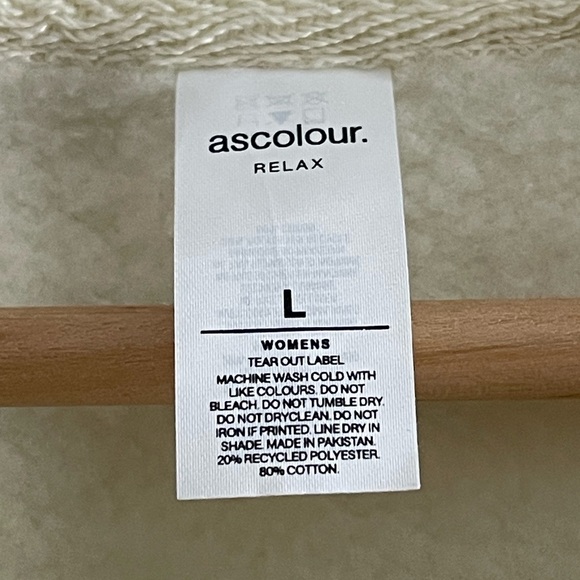 ascolour.
RELAX
L
WOMENS
TEAR OUT LABEL
MACHINE WASH COLD WITH
LIKE COLOURS. DO NOT
BLEACH. DO NOT TUMBLE DRY.
DO NOT DRYCLEAN. DO NOT
IRON IF PRINTED. LINE DRY IN
SHADE. MADE IN PAKISTAN.
20% RECYCLED POLYESTER.
80% COTTON.